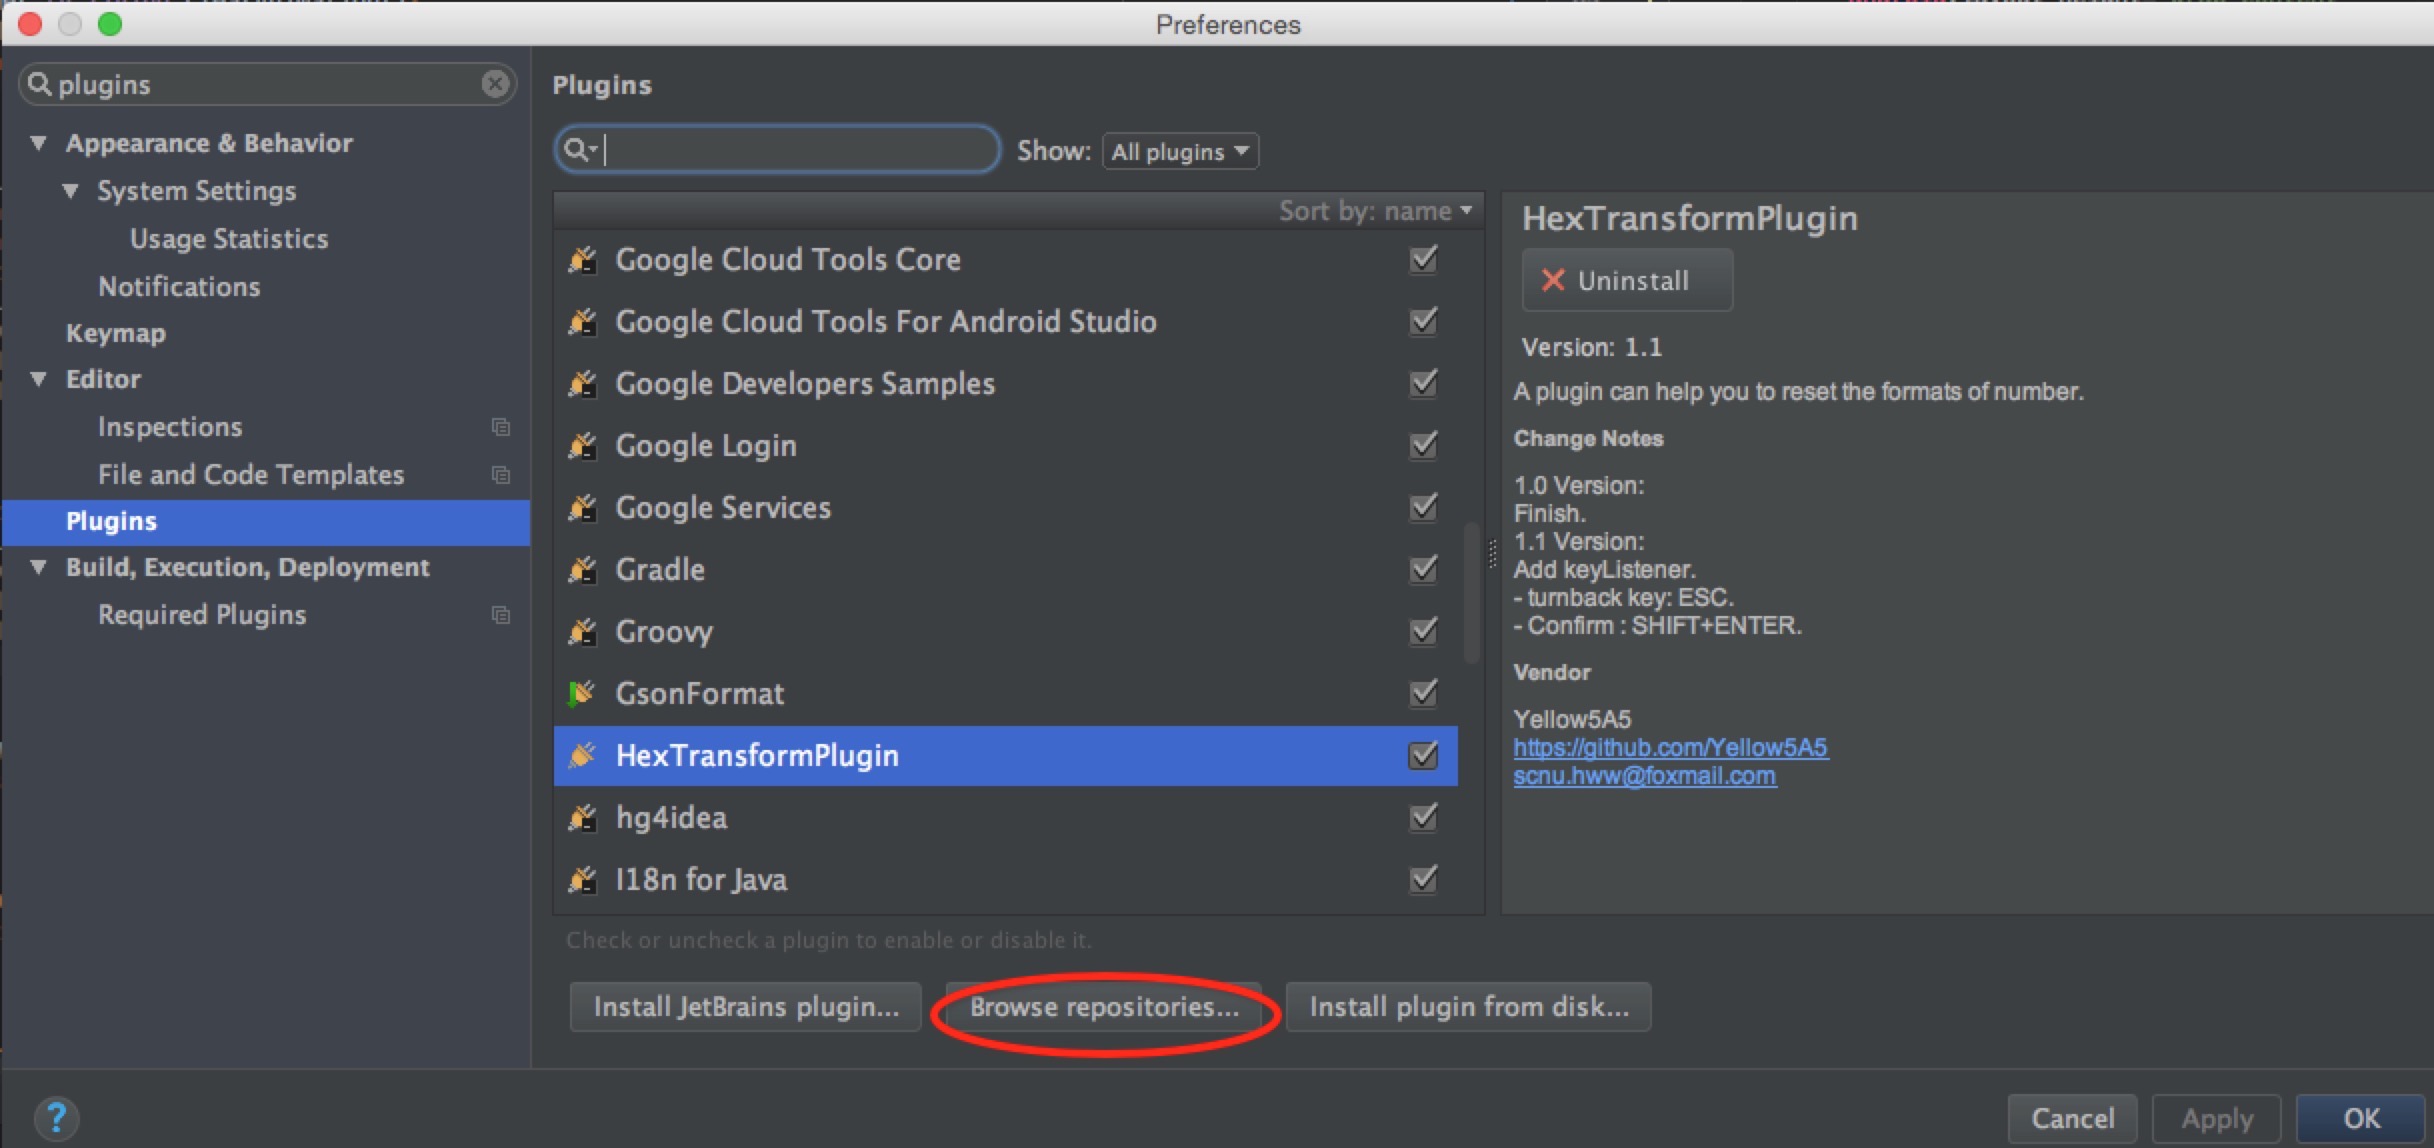 Preferences
plugins
Appearance & Behavior
System Settings
Usage Statistics
Notifications
Keymap
Editor
Inspections
File and Code Templates
Plugins
Build, Execution, Deployment
Required Plugins
Plugins
Show: All plugins
Sort by: name
Google Cloud Tools Core
Google Cloud Tools For Android Studio
Google Developers Samples
Google Login
Google Services
Gradle
Groovy
GsonFormat
HexTransformPlugin
hg4idea
I18n for Java
Check or uncheck a plugin to enable or disable it.
Install JetBrains plugin... Browse repositories... Install plugin from disk...
HexTransformPlugin
Uninstall
Version: 1.1
A plugin can help you to reset the formats of number.
Change Notes
1.0 Version:
Finish.
1.1 Version:
Add keyListener.
- turnback key: ESC.
- Confirm : SHIFT+ENTER.
Vendor
Yellow5A5
https://github.com/Yellow5A5
scnu.hww@foxmail.com
? Cancel Apply OK